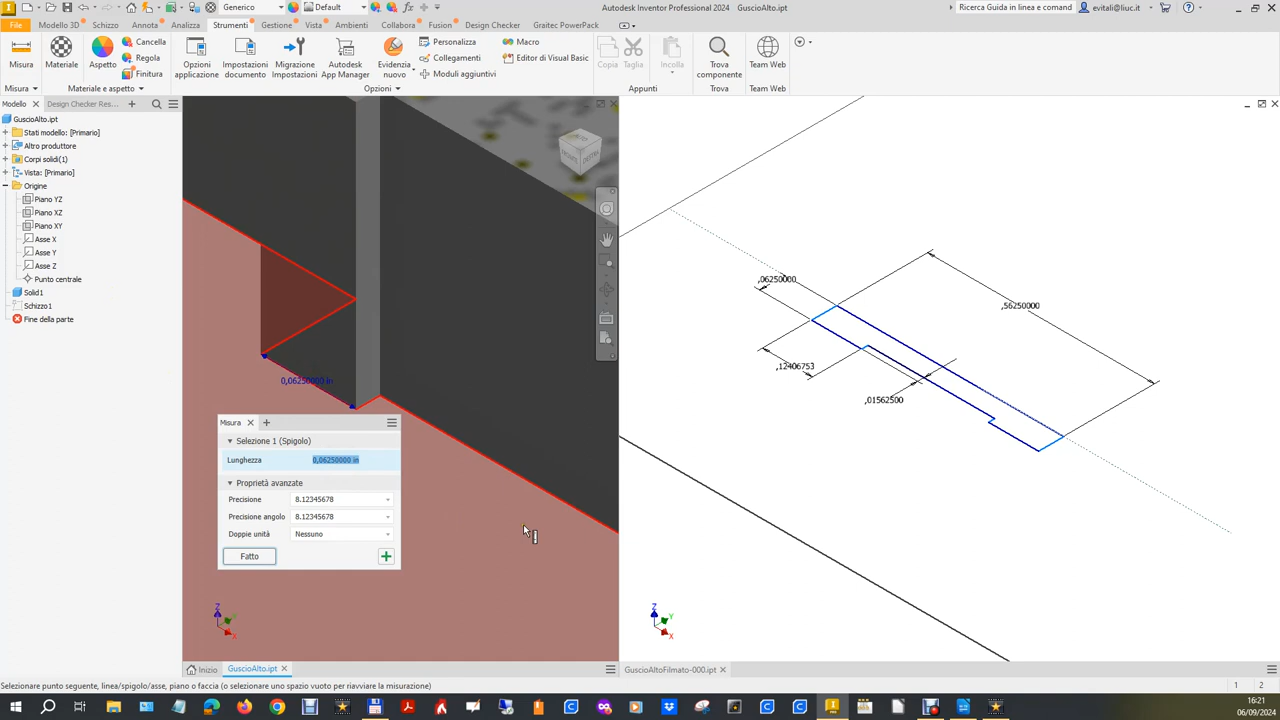 Generico
Default
Autodesk Inventor Professional 2024
GuscioAlto.ipt
Ricerca Guida in linea e comandi
evitali@liuc.it
File
Modello 3D
Schizzo
Annota
Analizza
Strumenti
Gestione
Vista
Ambienti
Collabora
Fusion
Design Checker
Graitec PowerPack
Misura
Materiale
Aspetto
Cancella
Regola
Finitura
Opzioni
applicazione
Impostazioni
documento
Migrazione
Impostazioni
Autodesk
App Manager
Evidenzia
nuovo
Personalizza
Collegamenti
Moduli aggiuntivi
Macro
Editor di Visual Basic
Copia
Taglia
Incolla
Trova
componente
Team Web
Misura
Materiale e aspetto
Opzioni
Appunti
Trova
Team Web
Modello
Design Checker Res...
GuscioAlto.ipt
Stati modello: [Primario]
Altro produttore
Corpi solidi(1)
Vista: [Primario]
Origine
Piano YZ
Piano XZ
Piano XY
Asse X
Asse Y
Asse Z
Punto centrale
Solid1
Schizzo1
Fine della parte
0,06250000 in
Misura
Selezione 1 (Spigolo)
Lunghezza
0,06250000 in
Proprietà avanzate
Precisione
8.12345678
Precisione angolo
8.12345678
Doppie unità
Nessuno
Fatto
Z
Y
X
,06250000
,56250000
,12406753
,01562500
Z
Y
X
Inizio
GuscioAlto.ipt
GuscioAltoFilmato-000.ipt
Selezionare punto seguente, linea/spigolo/asse, piano o faccia (o selezionare uno spazio vuoto per riavviare la misurazione)
1
2
16:21
06/09/2024